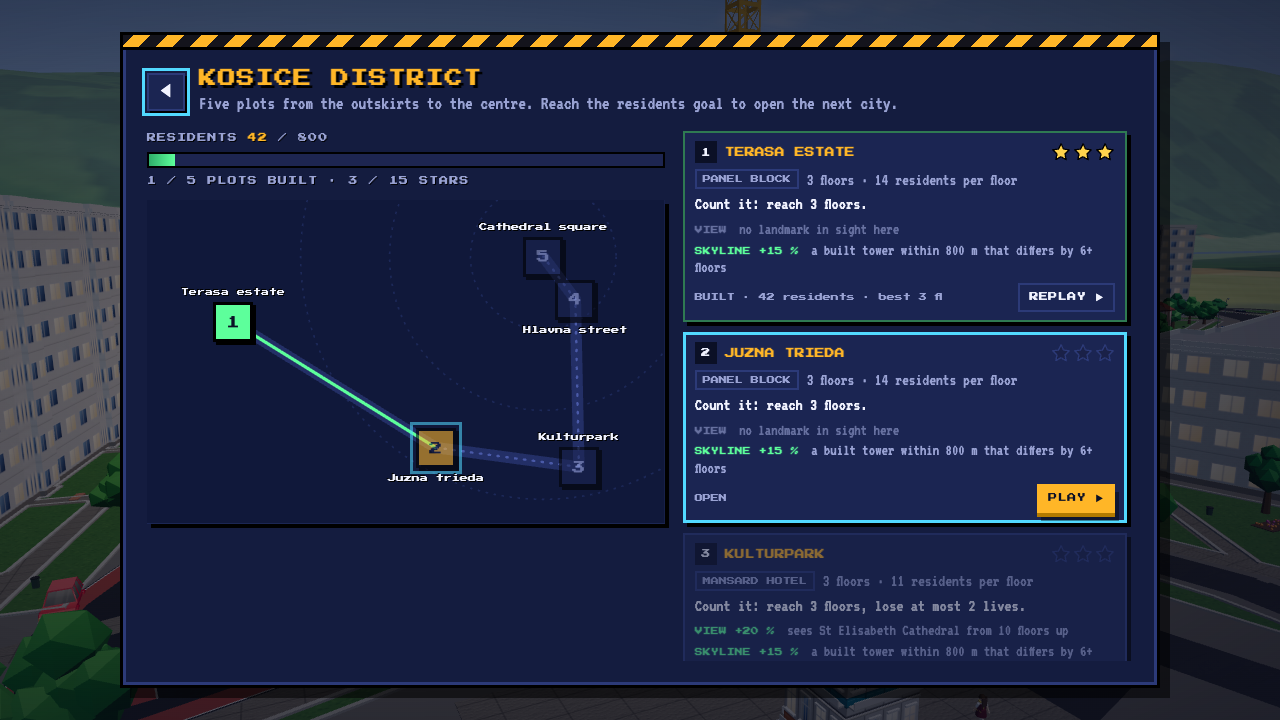 KOSICE DISTRICT
Five plots from the outskirts to the centre. Reach the residents goal to open the next city.
RESIDENTS 42 / 800
1 / 5 PLOTS BUILT · 3 / 15 STARS
Cathedral square
5
4
Hlavna street
Terasa estate
1
2
Juzna trieda
Kulturpark
3
1 TERASA ESTATE
PANEL BLOCK 3 floors · 14 residents per floor
Count it: reach 3 floors.
VIEW no landmark in sight here
SKYLINE +15 % a built tower within 800 m that differs by 6+
floors
BUILT · 42 residents · best 3 fl
REPLAY ▶
2 JUZNA TRIEDA
PANEL BLOCK 3 floors · 14 residents per floor
Count it: reach 3 floors.
VIEW no landmark in sight here
SKYLINE +15 % a built tower within 800 m that differs by 6+
floors
OPEN
PLAY ▶
3 KULTURPARK
MANSARD HOTEL 3 floors · 11 residents per floor
Count it: reach 3 floors, lose at most 2 lives.
VIEW +20 % sees St Elisabeth Cathedral from 10 floors up
SKYLINE +15 % a built tower within 800 m that differs by 6+